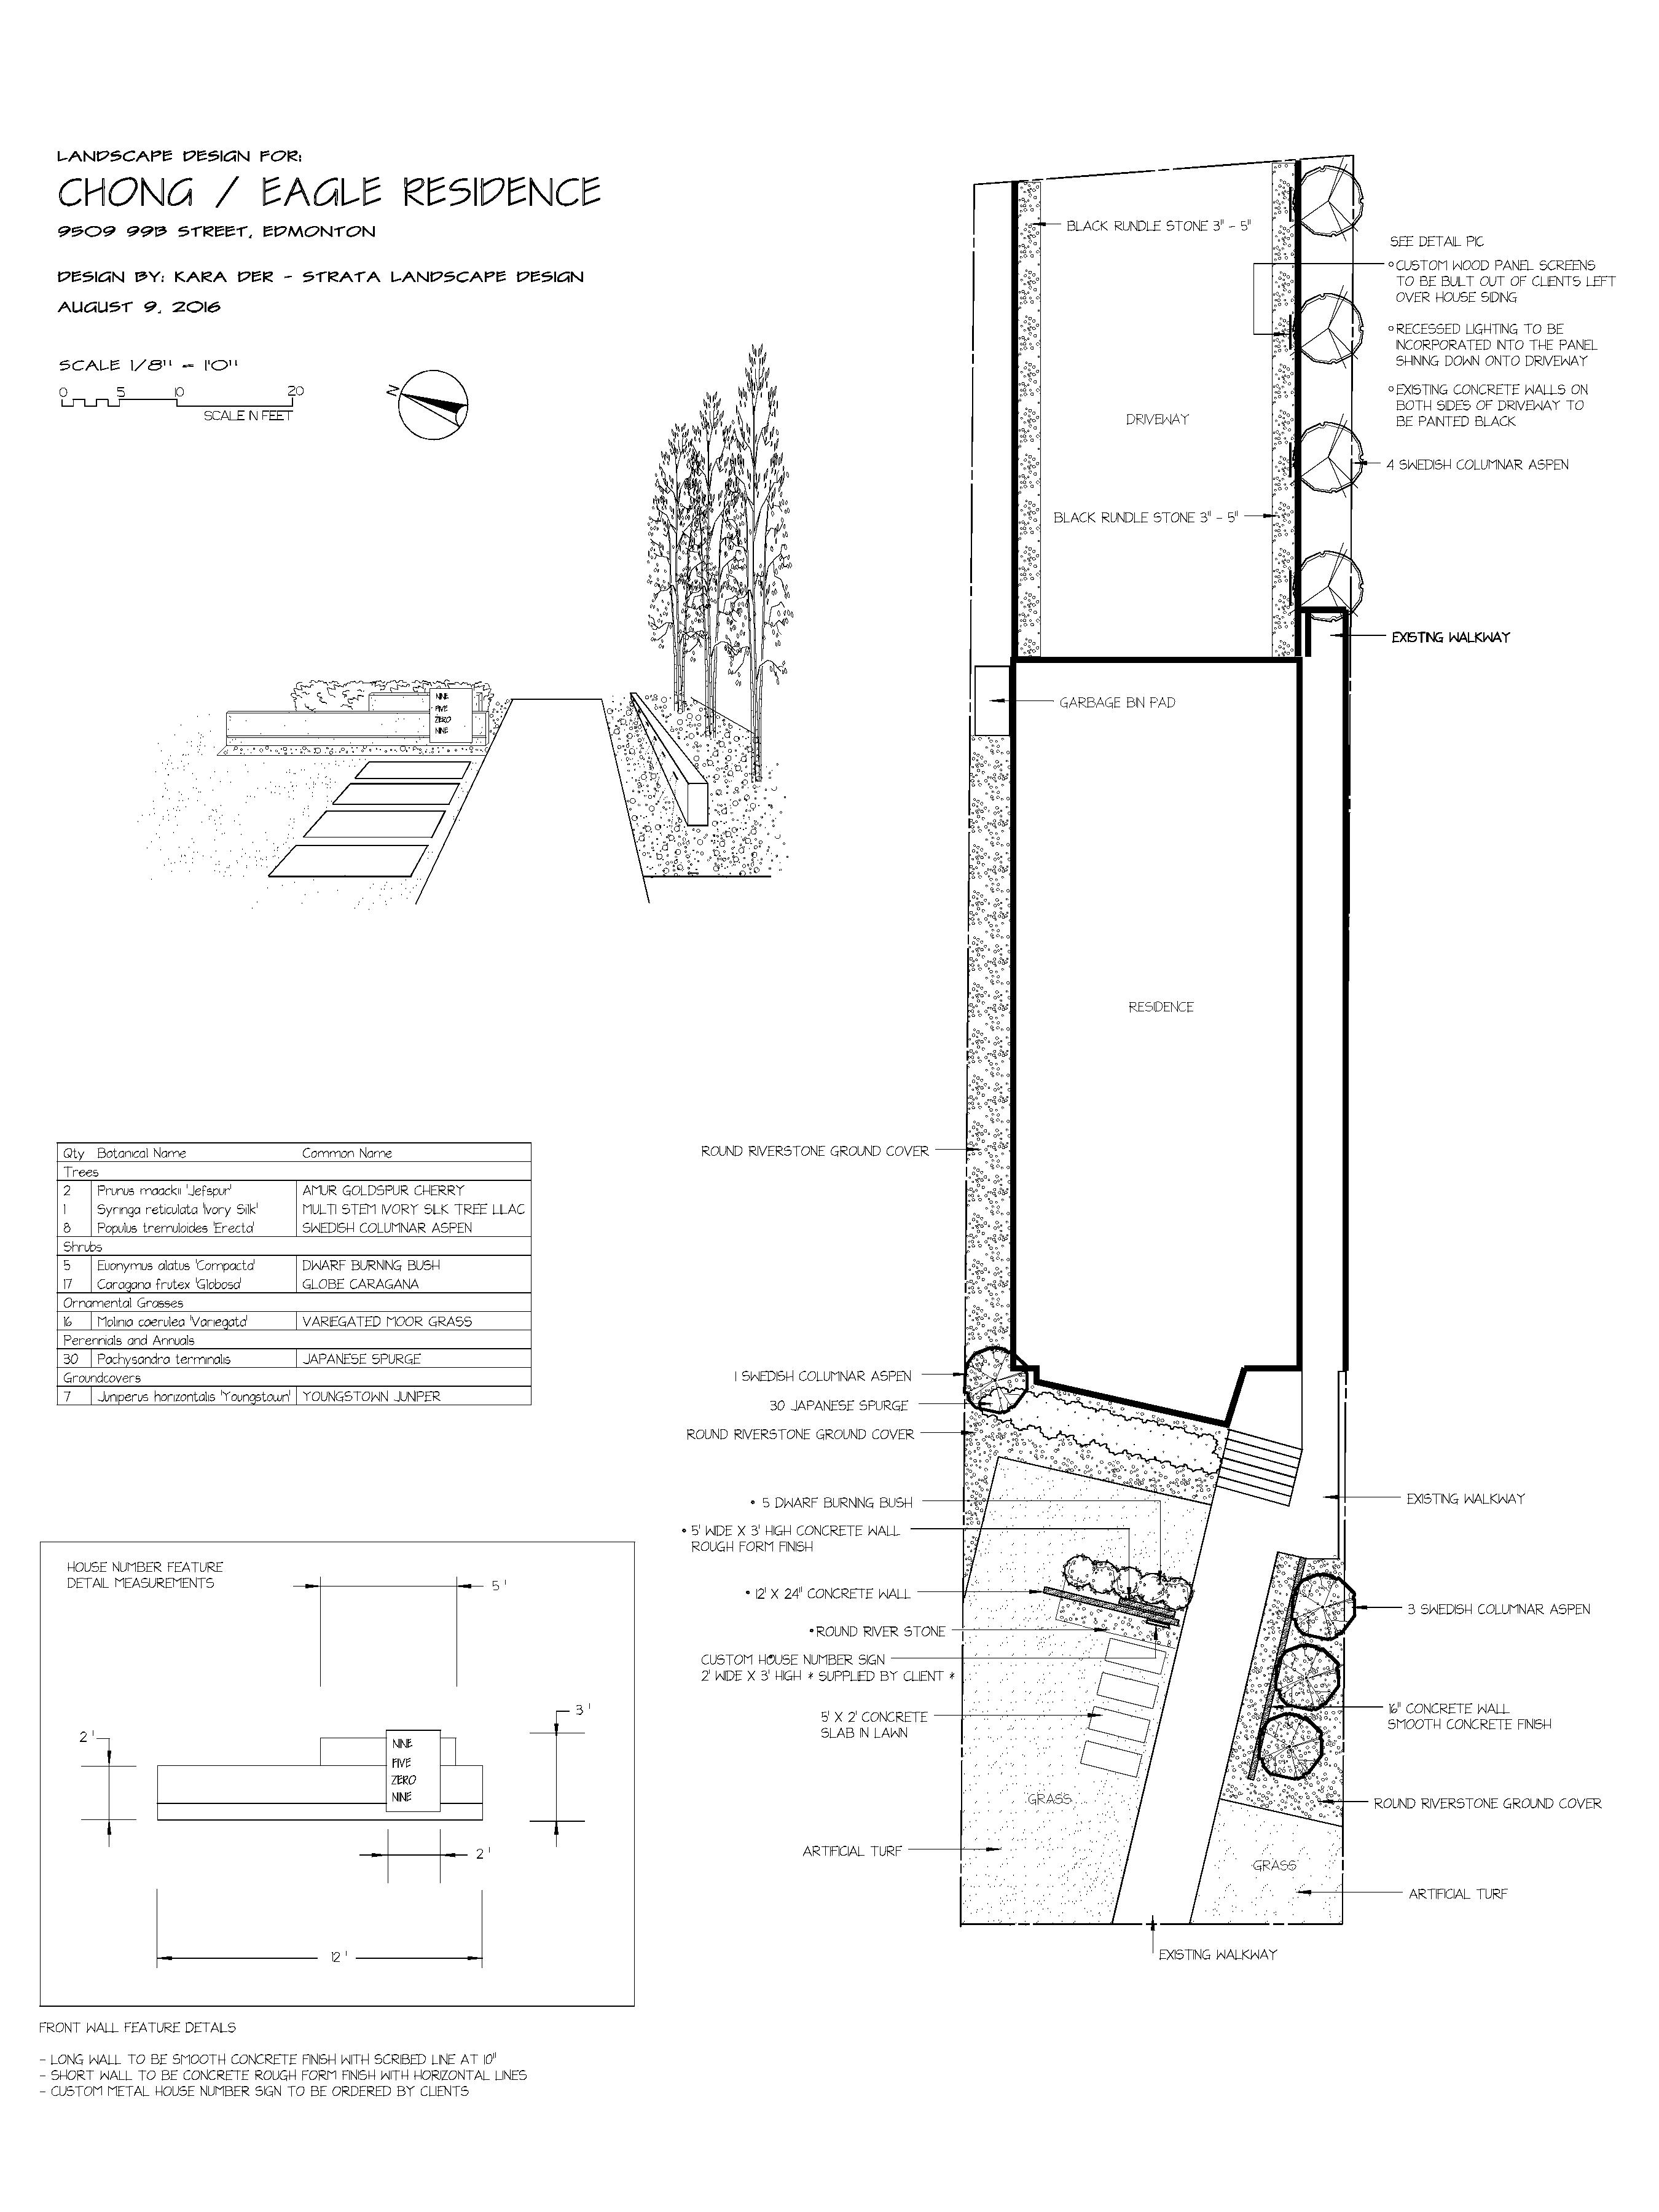 LANDSCAPE DESIGN FOR:
CHONG / EAGLE RESIDENCE
9509 99B STREET, EDMONTON
DESIGN BY: KARA DER - STRATA LANDSCAPE DESIGN
AUGUST 9, 2016
SCALE 1/8" = 1'0"
0 5 10 20
SCALE IN FEET
N
NINE
FIVE
ZERO
NINE
BLACK RUNDLE STONE 3" - 5"
SEE DETAIL PIC
CUSTOM WOOD PANEL SCREENS
TO BE BUILT OUT OF CLIENTS LEFT
OVER HOUSE SIDING
RECESSED LIGHTING TO BE
INCORPORATED INTO THE PANEL
SHINING DOWN ONTO DRIVEWAY
EXISTING CONCRETE WALLS ON
BOTH SIDES OF DRIVEWAY TO
BE PAINTED BLACK
DRIVEWAY
4 SWEDISH COLUMNAR ASPEN
BLACK RUNDLE STONE 3" - 5"
EXISTING WALKWAY
GARBAGE BIN PAD
RESIDENCE
ROUND RIVERSTONE GROUND COVER
1 SWEDISH COLUMNAR ASPEN
30 JAPANESE SPURGE
ROUND RIVERSTONE GROUND COVER
• 5 DWARF BURNING BUSH
EXISTING WALKWAY
• 5' WIDE X 3' HIGH CONCRETE WALL
ROUGH FORM FINISH
• 12' X 24" CONCRETE WALL
3 SWEDISH COLUMNAR ASPEN
• ROUND RIVER STONE
CUSTOM HOUSE NUMBER SIGN
2' WIDE X 3' HIGH * SUPPLIED BY CLIENT *
5' X 2' CONCRETE
SLAB IN LAWN
16" CONCRETE WALL
SMOOTH CONCRETE FINISH
GRASS
ROUND RIVERSTONE GROUND COVER
ARTIFICIAL TURF
GRASS
ARTIFICIAL TURF
EXISTING WALKWAY
Qty Botanical Name Common Name
Trees
2 Prunus maackii 'Jefspur' AMUR GOLDSPUR CHERRY
1 Syringa reticulata 'Ivory Silk' MULTI STEM IVORY SILK TREE LILAC
8 Populus tremuloides 'Erecta' SWEDISH COLUMNAR ASPEN
Shrubs
5 Euonymus alatus 'Compacta' DWARF BURNING BUSH
17 Caragana frutex 'Globosa' GLOBE CARAGANA
Ornamental Grasses
16 Molinia caerulea 'Variegata' VARIEGATED MOOR GRASS
Perennials and Annuals
30 Pachysandra terminalis JAPANESE SPURGE
Groundcovers
7 Juniperus horizontalis 'Youngstown' YOUNGSTOWN JUNIPER
HOUSE NUMBER FEATURE
DETAIL MEASUREMENTS
5'
3'
2'
NINE
FIVE
ZERO
NINE
2'
12'
FRONT WALL FEATURE DETAILS
- LONG WALL TO BE SMOOTH CONCRETE FINISH WITH SCRIBED LINE AT 10"
- SHORT WALL TO BE CONCRETE ROUGH FORM FINISH WITH HORIZONTAL LINES
- CUSTOM METAL HOUSE NUMBER SIGN TO BE ORDERED BY CLIENTS